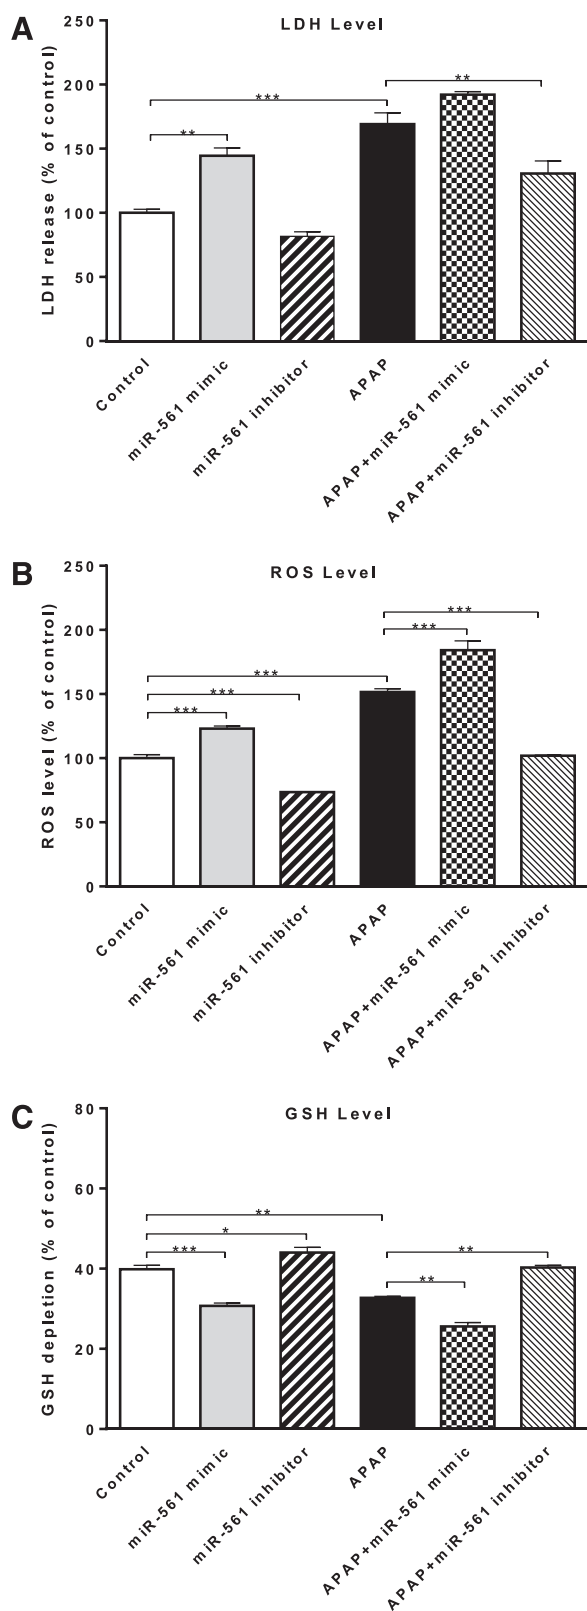 A
LDH Level
LDH release (% of control)
250
200
150
100
50
0
***
**
**
Control
miR-561 mimic
miR-561 inhibitor
APAP
APAP+miR-561 mimic
APAP+miR-561 inhibitor
B
ROS Level
ROS level (% of control)
250
200
150
100
50
0
***
***
***
***
***
Control
miR-561 mimic
miR-561 inhibitor
APAP
APAP+miR-561 mimic
APAP+miR-561 inhibitor
C
GSH Level
GSH depletion (% of control)
80
60
40
20
0
**
*
***
**
**
Control
miR-561 mimic
miR-561 inhibitor
APAP
APAP+miR-561 mimic
APAP+miR-561 inhibitor